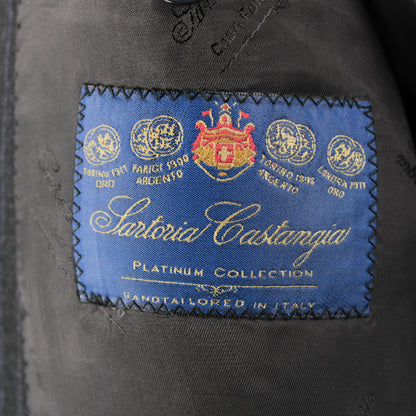 TORINO 1911 ORO
PARIGI 1900 ARGENTO
TORINO 1898 ARGENTO
LONDRA 1911 ORO
Sartoria Castangia
PLATINUM COLLECTION
HANDTAILORED IN ITALY